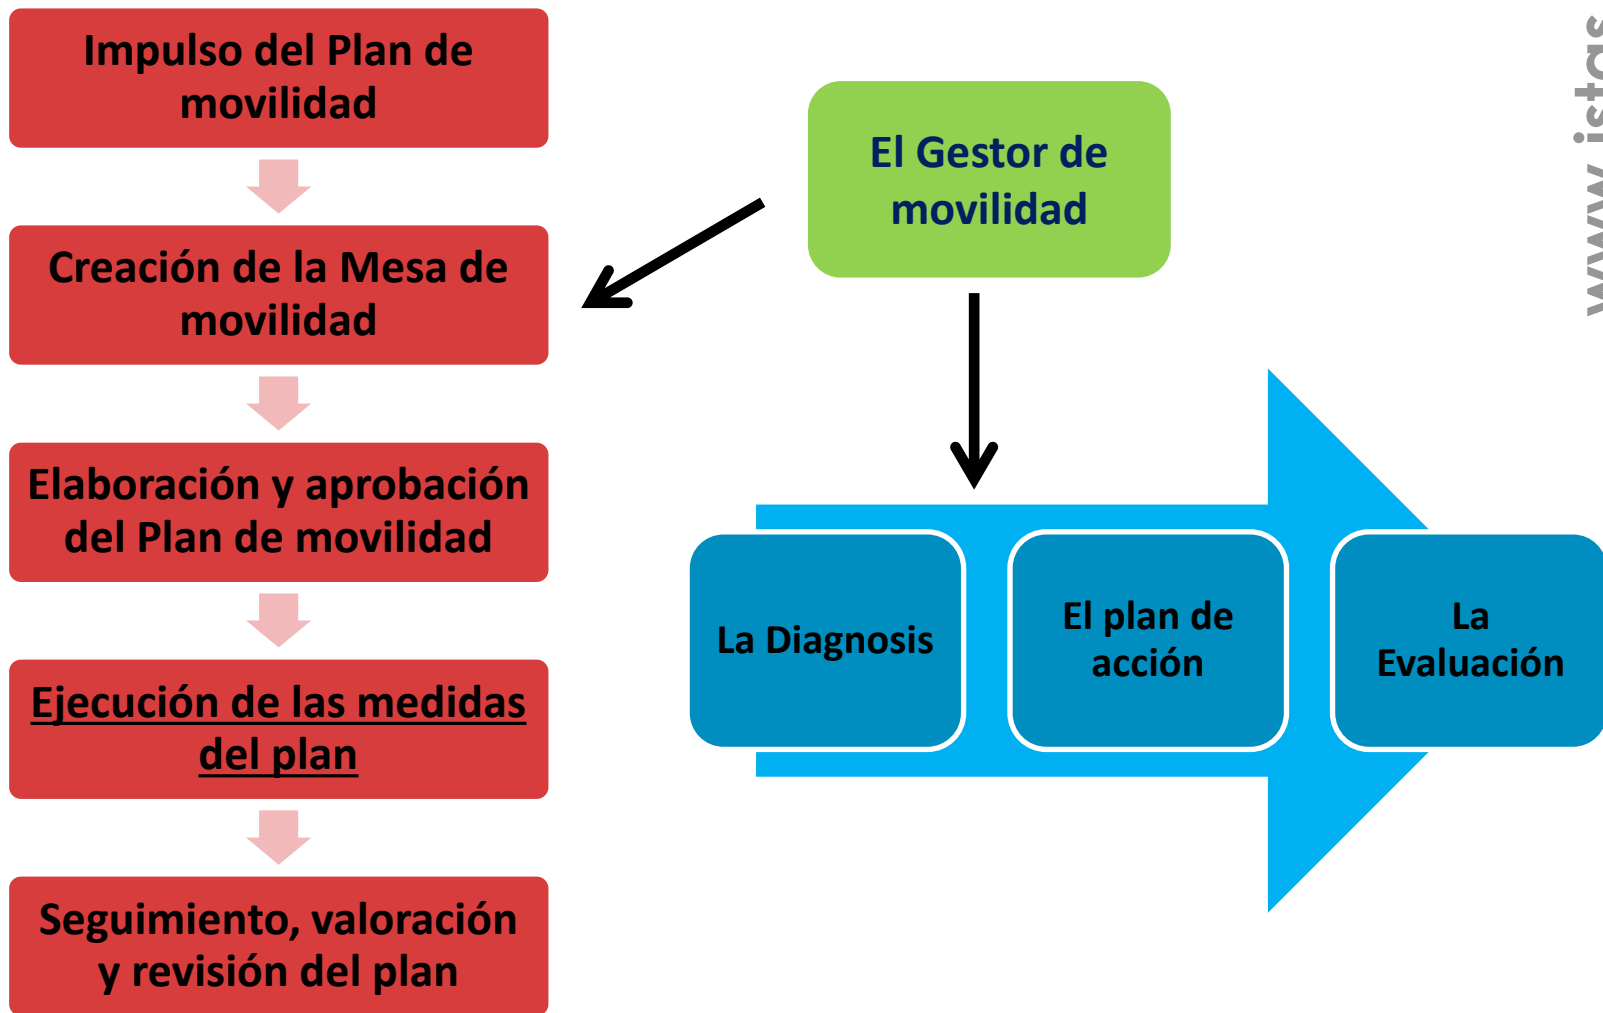 Impulso del Plan de
movilidad
Creación de la Mesa de
movilidad
Elaboración y aprobación
del Plan de movilidad
Ejecución de las medidas
del plan
Seguimiento, valoración
y revisión del plan
El Gestor de
movilidad
La Diagnosis
El plan de
acción
La
Evaluación
www.istas